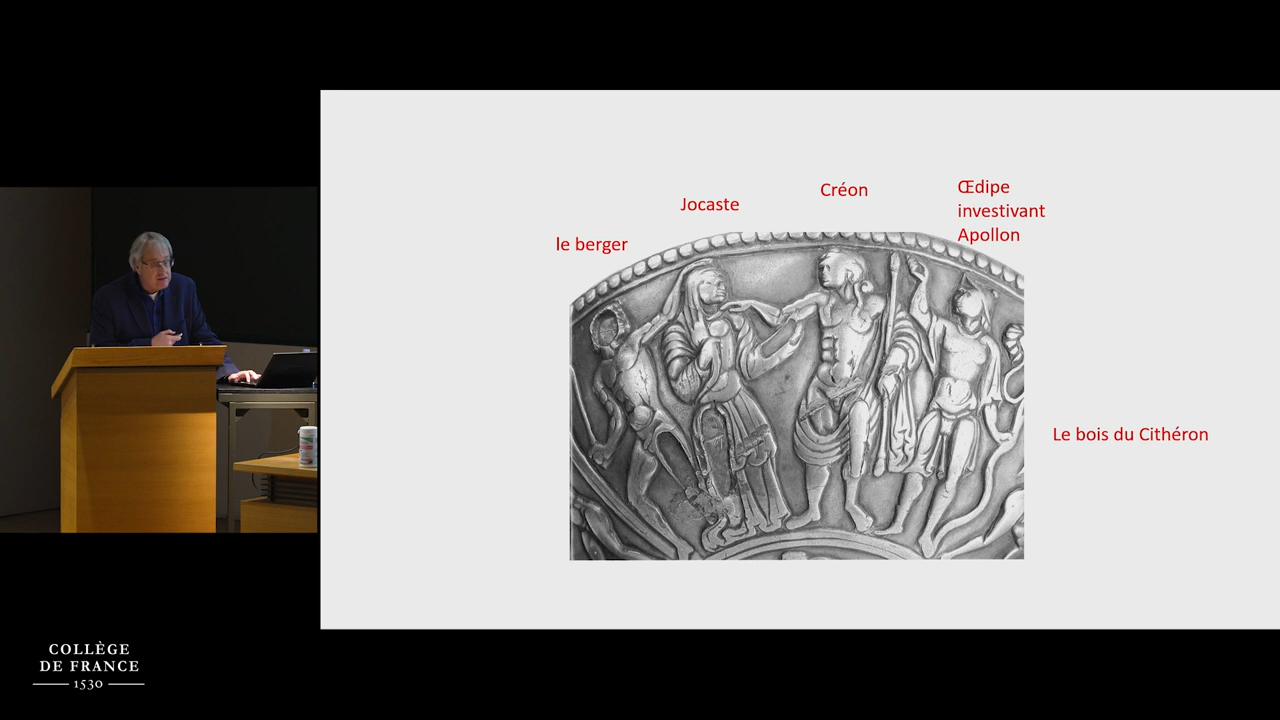 Œdipe
investivant
Apollon
Créon
Jocaste
le berger
Le bois du Cithéron
COLLÈGE
DE FRANCE
1530